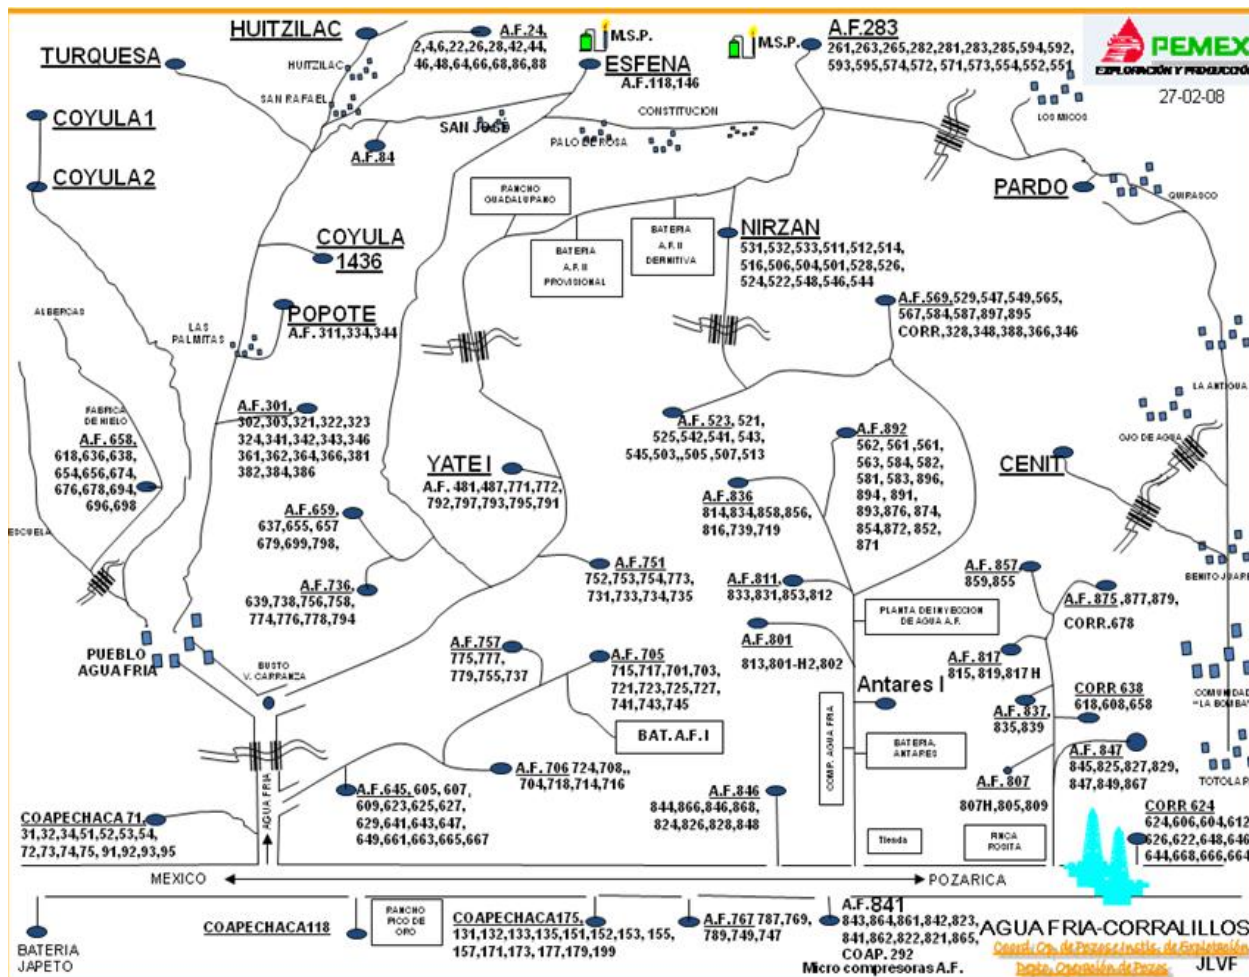 HUITZILAC
A.F.24,
2,4,6,22,26,28,42,44,
46,48,64,66,68,86,88
M.S.P.
M.S.P.
A.F.283
261,263,265,282,281,283,285,594,592,
593,595,574,572, 571,573,554,552,551
PEMEX
EXPLORACIÓN Y PRODUCCIÓN
27-02-08
TURQUESA
HUITZILAC
ESFENA
A.F.118,146
SAN RAFAEL
COYULA1
SAN JOSE
CONSTITUCION
PALO DE ROSA
LOS MICOS
A.F.84
COYULA2
RANCHO
GUADALUPANO
PARDO
QUIRASCO
COYULA
1436
BATERIA
A.F. II
PROVISIONAL
BATERIA
A.F. II
DEFINITIVA
NIRZAN
531,532,533,511,512,514,
516,506,504,501,528,526,
524,522,548,546,544
ALBERCAS
LAS
PALMITAS
POPOTE
A.F.311,334,344
A.F.569,529,547,549,565,
567,584,587,897,895
CORR,328,348,388,366,346
LA ANTIGUA
FABRICA
DE HIELO
A.F.658,
618,636,638,
654,656,674,
676,678,694,
696,698
A.F.301,
302,303,321,322,323
324,341,342,343,346
361,362,364,366,381
382,384,386
A.F.523,521,
525,542,541, 543,
545,503,,505 ,507,513
A.F.892
562, 561,561,
563, 584, 582,
581, 583, 896,
894 , 891,
893,876, 874,
854,872, 852,
871
OJO DE AGUA
CENIT
YATE I
A.F. 481,487,771,772,
792,797,793,795,791
A.F.836
814,834,858,856,
816,739,719
ESCUELA
A.F.659,
637,655, 657
679,699,798,
A.F.736,
639,738,756,758,
774,776,778,794
A.F.751
752,753,754,773,
731,733,734,735
A.F.811,
833,831,853,812
A.F.857,
859,855
BENITO JUAREZ
A.F.875,877,879,
CORR.678
PLANTA DE INYECCION
DE AGUA A.F.
PUEBLO
AGUA FRIA
BUSTO
V. CARRANZA
A.F.757
775,777,
779,755,737
A.F.705
715,717,701,703,
721,723,725,727,
741,743,745
A.F.801
813,801-H2,802
A.F.817
815,819,817 H
Antares I
CORR 638
618,608,658
COMUNIDAD
"LA BOMBA"
A.F.837,
835,839
BAT. A.F. I
COMP. AGUA FRIA
BATERIA
ANTARES
A.F.847
845,825,827,829,
847,849,867
TOTOLAPA
A.F.706 724,708,,
704,718,714,716
A.F.807
807H,805,809
AGUA FRIA
A.F.645, 605, 607,
609,623,625,627,
629,641,643,647,
649,661,663,665,667
A.F.846
844,866,846,868,
824,826,828,848
COAPECHACA 71,
31,32,34,51,52,53,54,
72,73,74,75, 91,92,93,95
Tienda
FINCA
ROSITA
CORR 624
624,606,604,612
626,622,648,646
644,668,666,664
MEXICO
POZARICA
BATERIA
JAPETO
COAPECHACA118
RANCHO
PICO DE
ORO
COAPECHACA175,
131,132,133,135,151,152,153, 155,
157,171,173, 177,179,199
A.F.767 787,769,
789,749,747
A.F.841
843,864,861,842,823,
841,862,822,821,865,
COAP. 292
Micro compresoras A.F.
AGUA FRIA-CORRALILLOS
Coord. Op. de Pozos e Instls. de Explotación
Depto. Operación de Pozos
JLVF